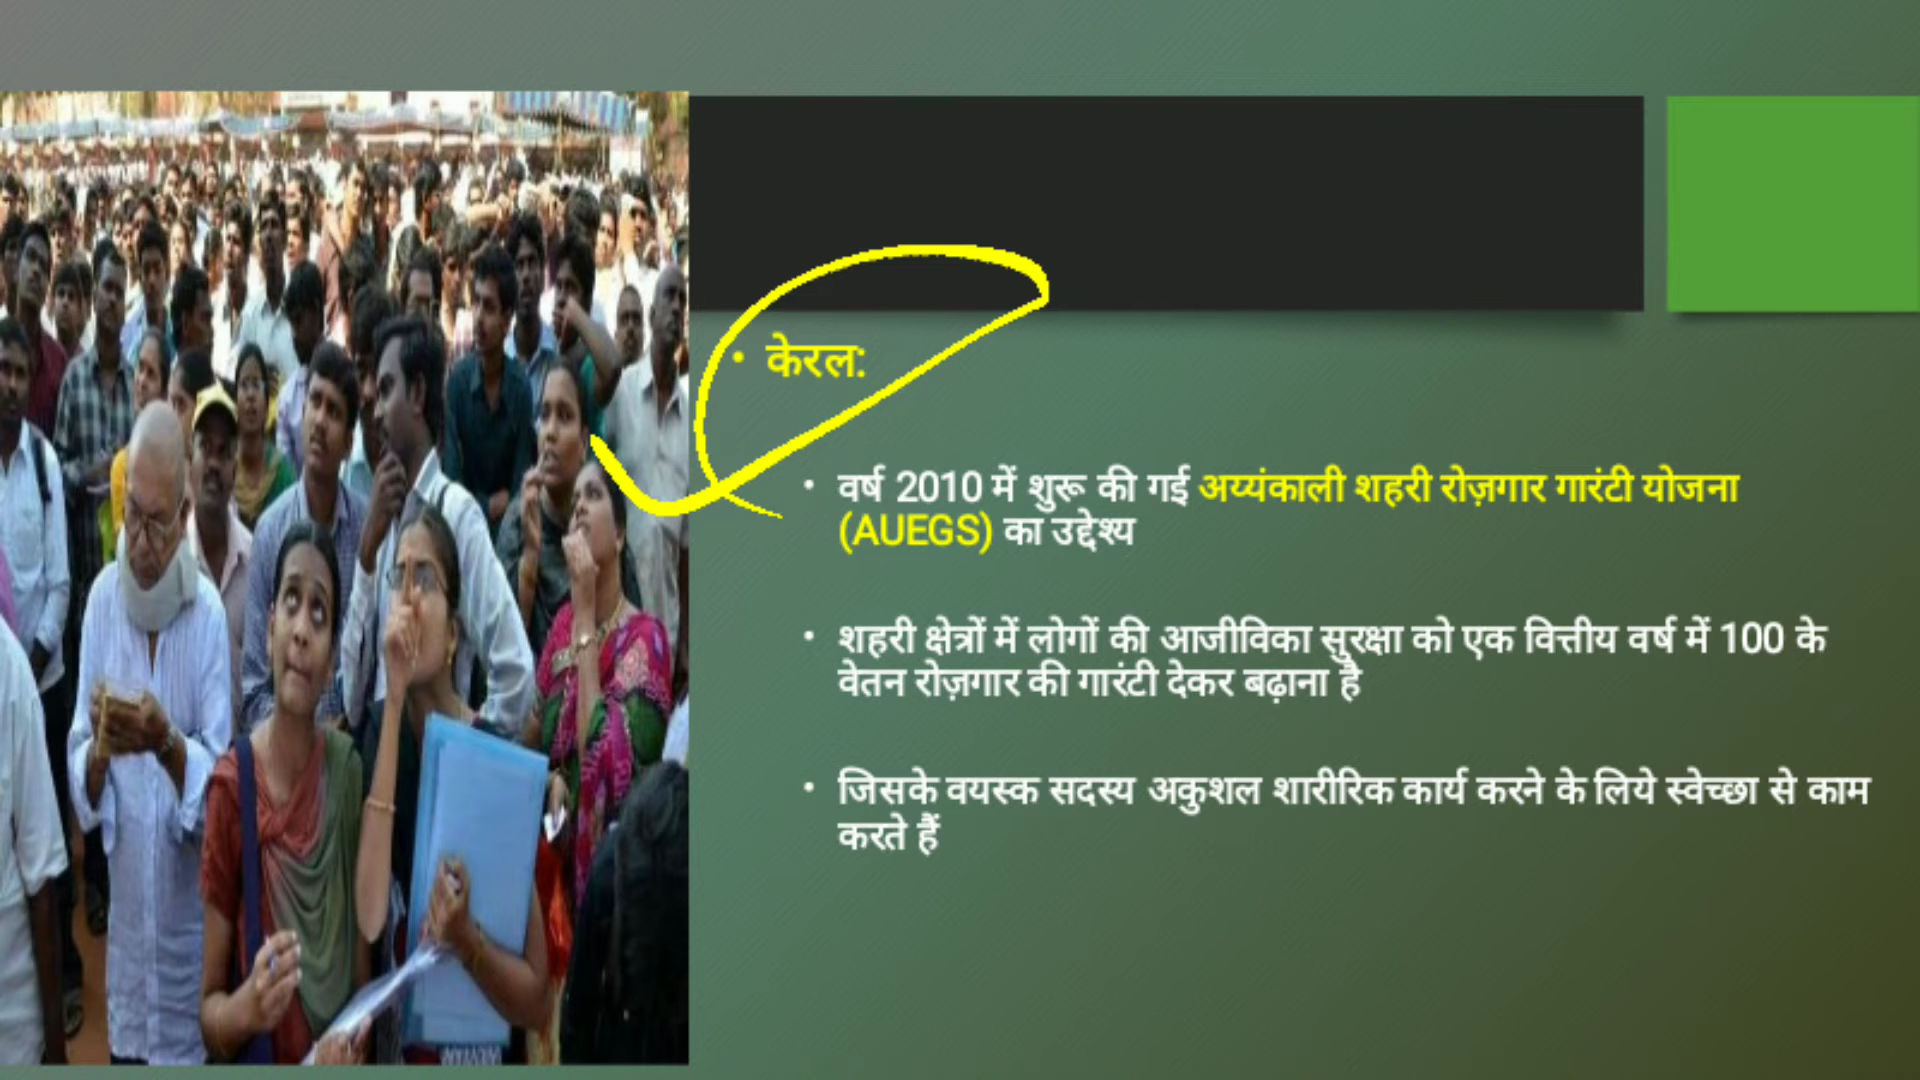 • केरल:
• वर्ष 2010 में शुरू की गई अय्यंकाली शहरी रोज़गार गारंटी योजना
(AUEGS) का उद्देश्य
• शहरी क्षेत्रों में लोगों की आजीविका सुरक्षा को एक वित्तीय वर्ष में 100 के
वेतन रोज़गार की गारंटी देकर बढ़ाना है
• जिसके वयस्क सदस्य अकुशल शारीरिक कार्य करने के लिये स्वेच्छा से काम
करते हैं